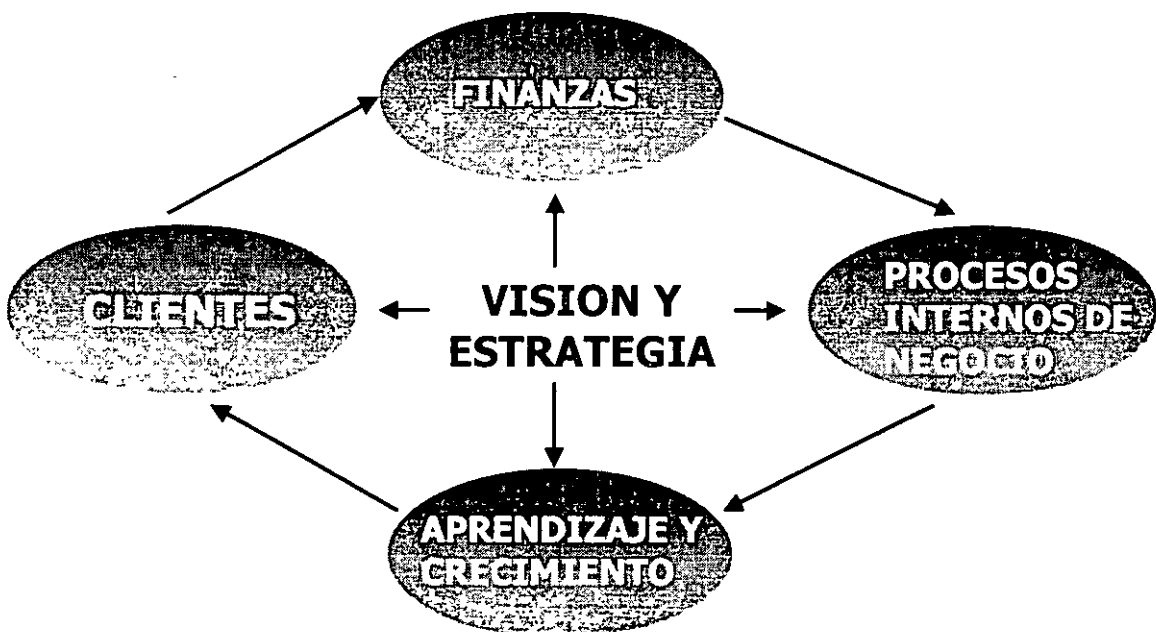 FINANZAS
CLIENTES
VISION Y
ESTRATEGIA
PROCESOS
INTERNOS DE
NEGOCIO
APRENDIZAJE Y
CRECIMIENTO